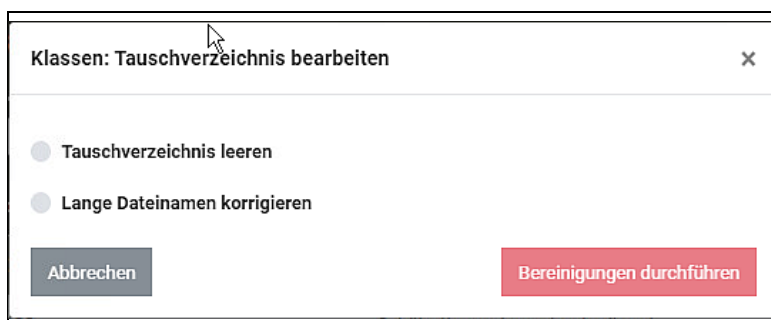 Klassen: Tauschverzeichnis bearbeiten ×
Tauschverzeichnis leeren
Lange Dateinamen korrigieren
Abbrechen Bereinigungen durchführen